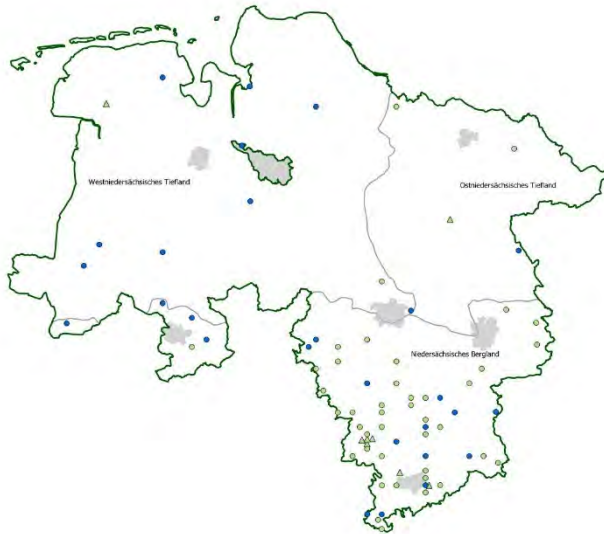 Westniedersächsisches Tiefland
Ostniedersächsisches Tiefland
Niedersächsisches Bergland